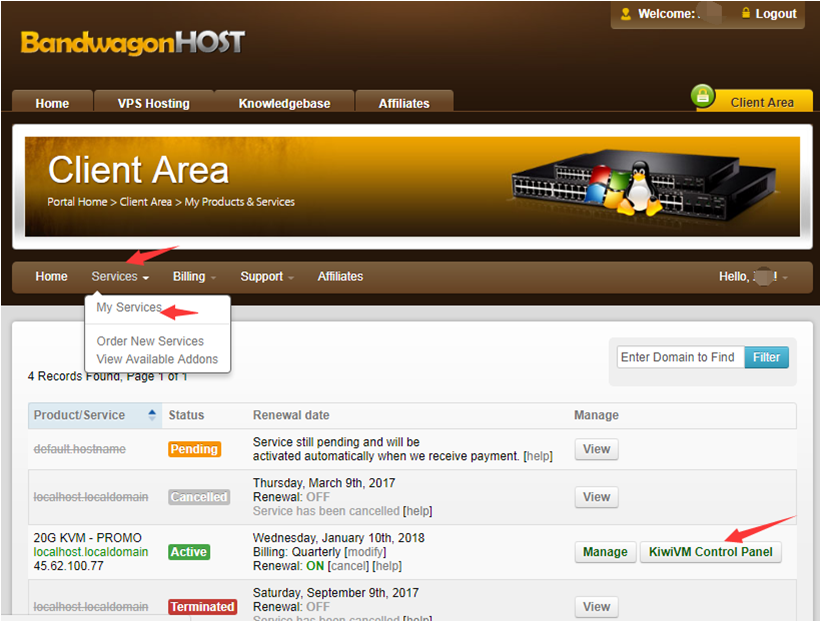 Welcome:
Logout
BandwagonHOST
Home
VPS Hosting
Knowledgebase
Affiliates
Client Area
Client Area
Portal Home > Client Area > My Products & Services
Home
Services
Billing
Support
Affiliates
Hello,
!
My Services
Order New Services
View Available Addons
4 Records Found, Page 1 of 1
Enter Domain to Find
Filter
Product/Service
Status
Renewal date
Manage
default.hostname
Pending
Service still pending and will be
activated automatically when we receive payment. [help]
View
localhost.localdomain
Cancelled
Thursday, March 9th, 2017
Renewal: OFF
Service has been cancelled [help]
View
20G KVM - PROMO
localhost.localdomain
45.62.100.77
Active
Wednesday, January 10th, 2018
Billing: Quarterly [modify]
Renewal: ON [cancel] [help]
Manage
KiwiVM Control Panel
localhost.localdomain
Terminated
Saturday, September 9th, 2017
Renewal: OFF
Service has been cancelled [help]
View